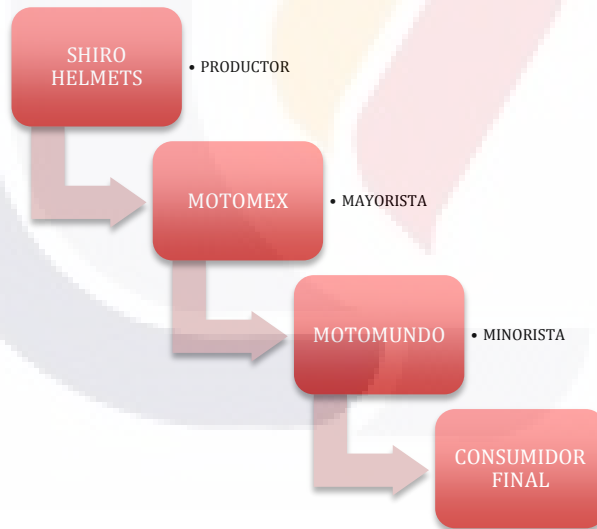 SHIRO
HELMETS
• PRODUCTOR
MOTOMEX
• MAYORISTA
MOTOMUNDO
• MINORISTA
CONSUMIDOR
FINAL